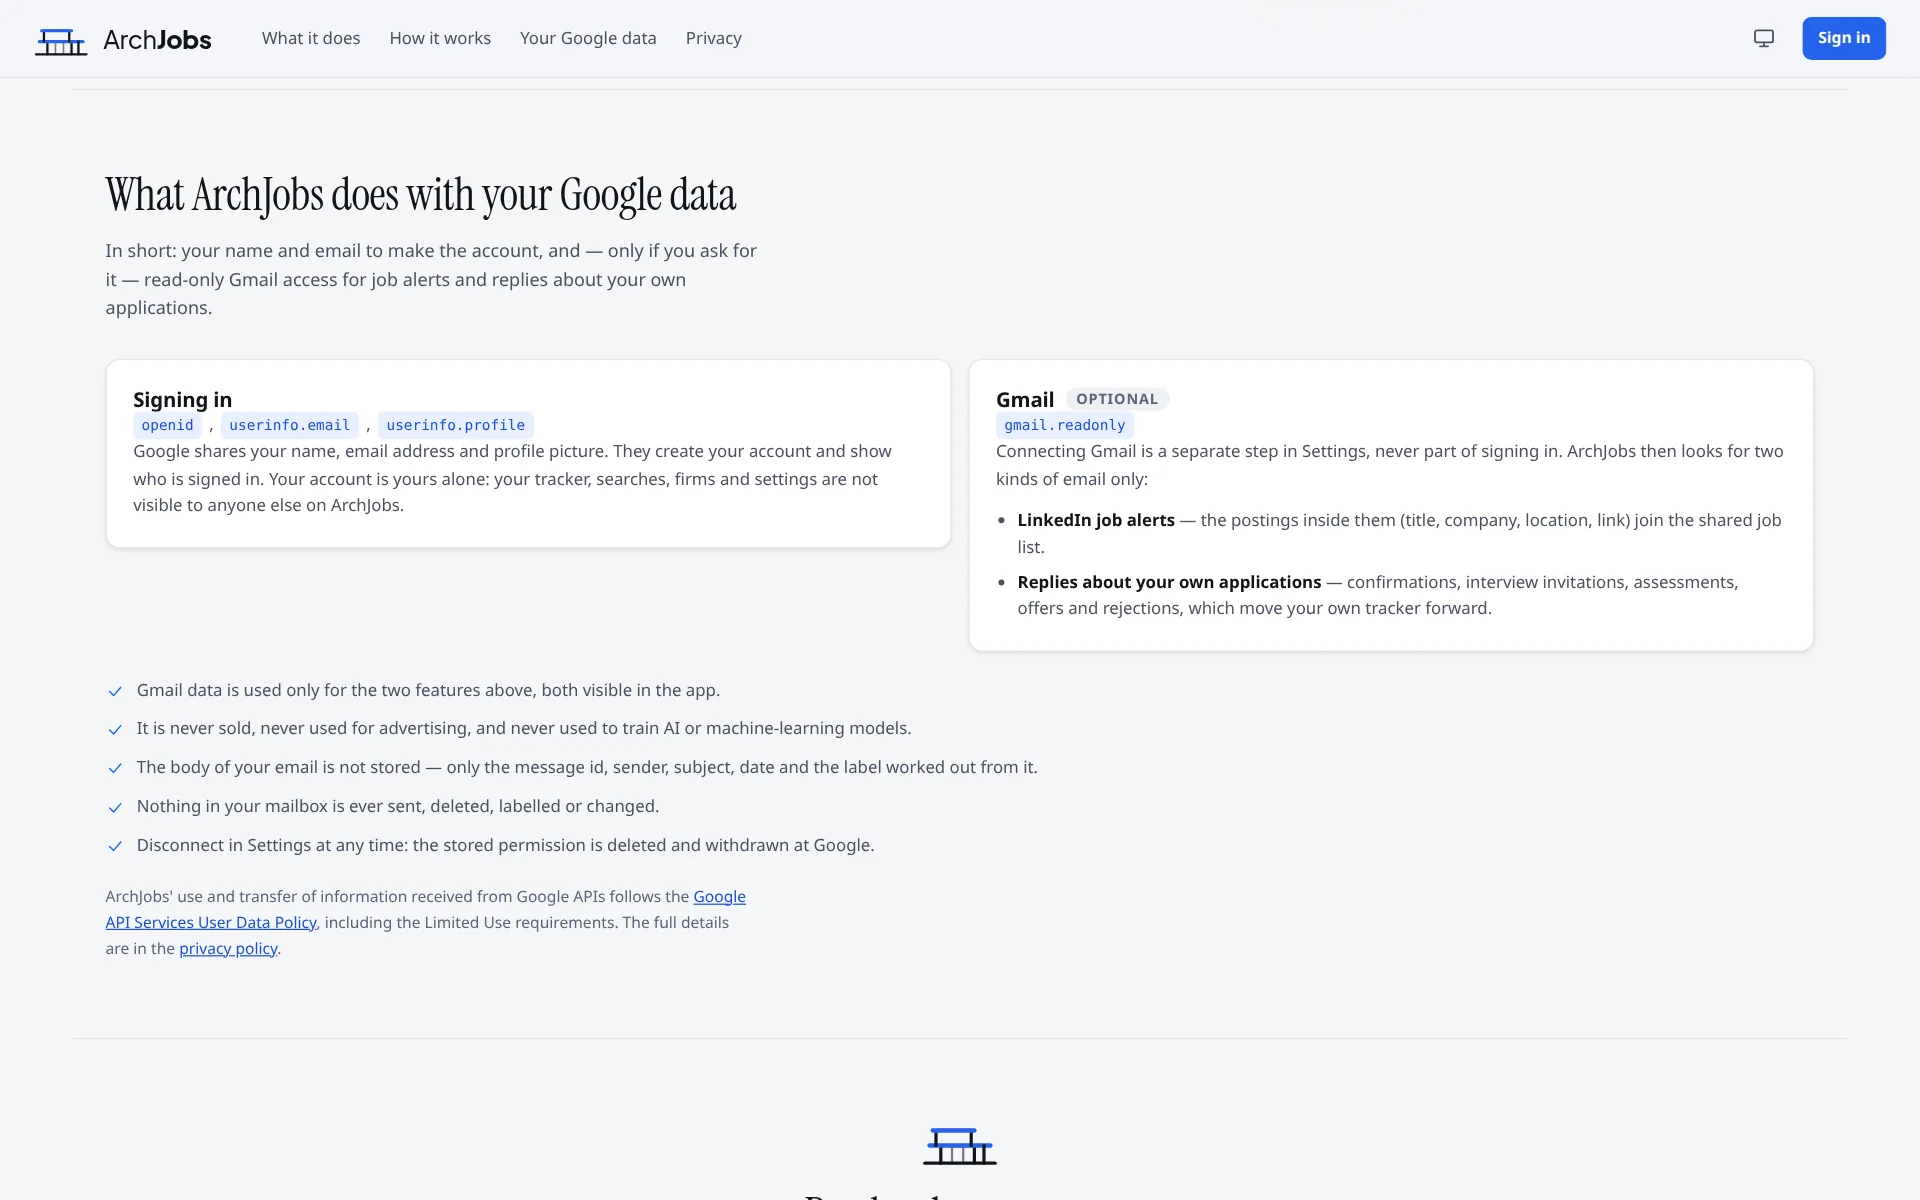 ArchJobs
What it does
How it works
Your Google data
Privacy
Sign in
What ArchJobs does with your Google data
In short: your name and email to make the account, and — only if you ask for
it — read-only Gmail access for job alerts and replies about your own
applications.
Signing in
openid , userinfo.email , userinfo.profile
Google shares your name, email address and profile picture. They create your account and show
who is signed in. Your account is yours alone: your tracker, searches, firms and settings are not
visible to anyone else on ArchJobs.
Gmail OPTIONAL
gmail.readonly
Connecting Gmail is a separate step in Settings, never part of signing in. ArchJobs then looks for two
kinds of email only:
• LinkedIn job alerts — the postings inside them (title, company, location, link) join the shared job
list.
• Replies about your own applications — confirmations, interview invitations, assessments,
offers and rejections, which move your own tracker forward.
Gmail data is used only for the two features above, both visible in the app.
It is never sold, never used for advertising, and never used to train AI or machine-learning models.
The body of your email is not stored — only the message id, sender, subject, date and the label worked out from it.
Nothing in your mailbox is ever sent, deleted, labelled or changed.
Disconnect in Settings at any time: the stored permission is deleted and withdrawn at Google.
ArchJobs' use and transfer of information received from Google APIs follows the Google
API Services User Data Policy, including the Limited Use requirements. The full details
are in the privacy policy.